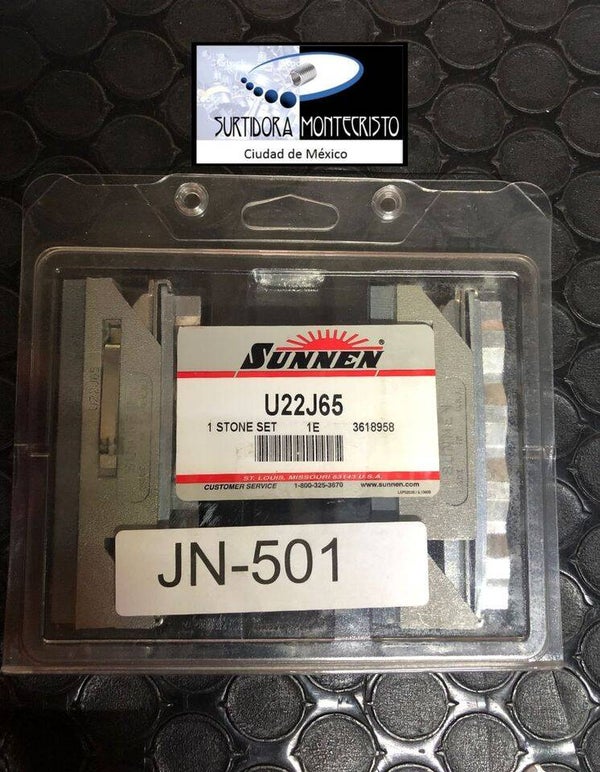 SURTIDORA MONTECRISTO
Ciudad de México
SUNNEN®
U22J65
1 STONE SET 1E 3618958
ST. LOUIS, MISSOURI 63143 U.S.A.
CUSTOMER SERVICE 1-800-325-3670 www.sunnen.com
U22J65
JN-501